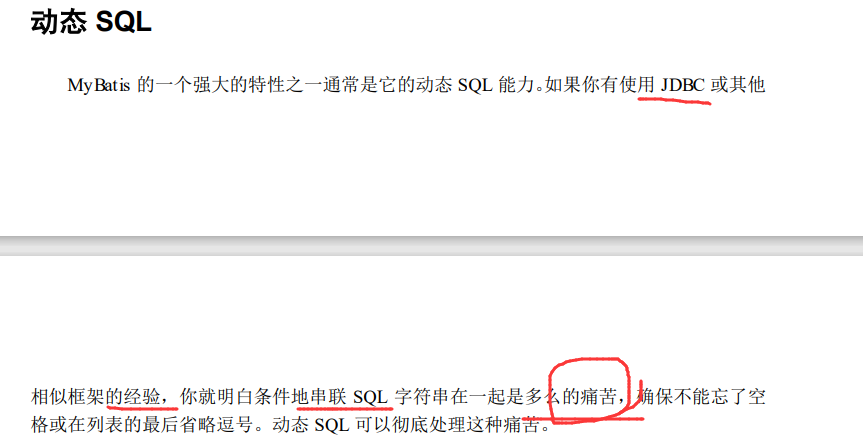 动态 SQL
MyBatis 的一个强大的特性之一通常是它的动态 SQL 能力。如果你有使用 JDBC 或其他
相似框架的经验，你就明白条件地串联 SQL 字符串在一起是多么的痛苦，确保不能忘了空
格或在列表的最后省略逗号。动态 SQL 可以彻底处理这种痛苦。